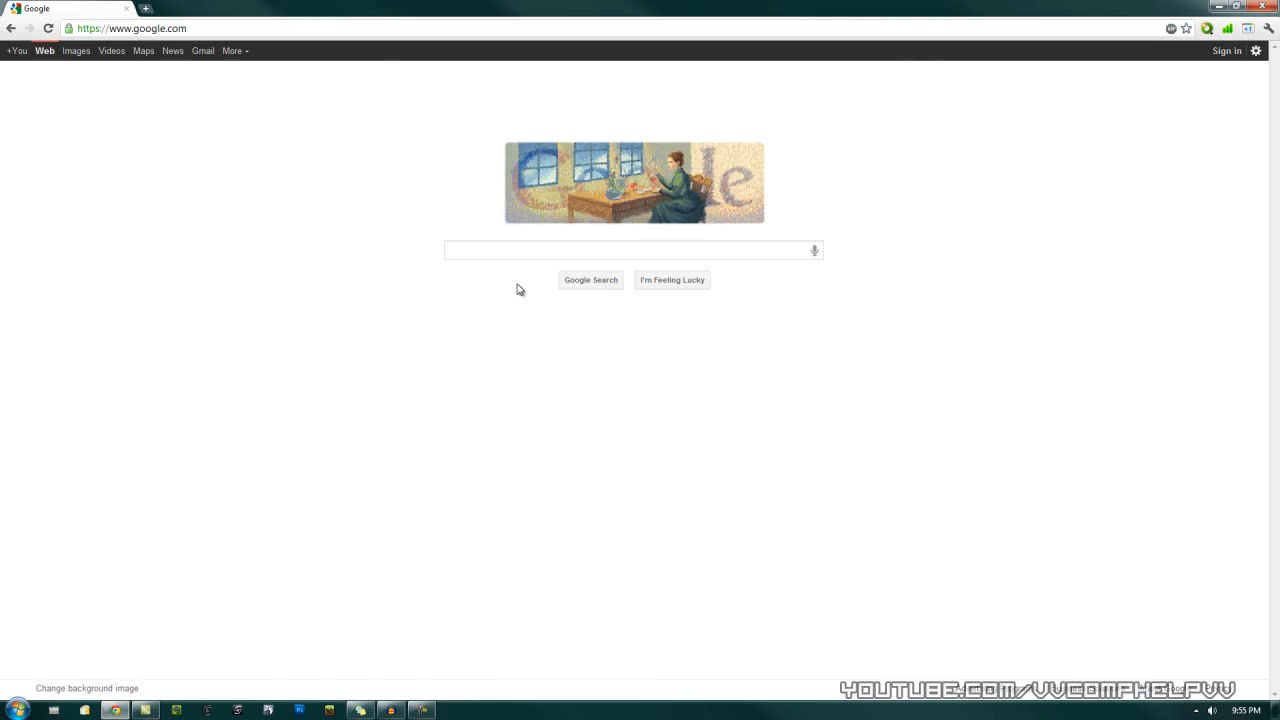 Google
https://www.google.com
+You Web Images Videos Maps News Gmail More Sign in
Google Search I'm Feeling Lucky
Change background image
YOUTUBE.COM/VVCOMPHELPVV
9:55 PM